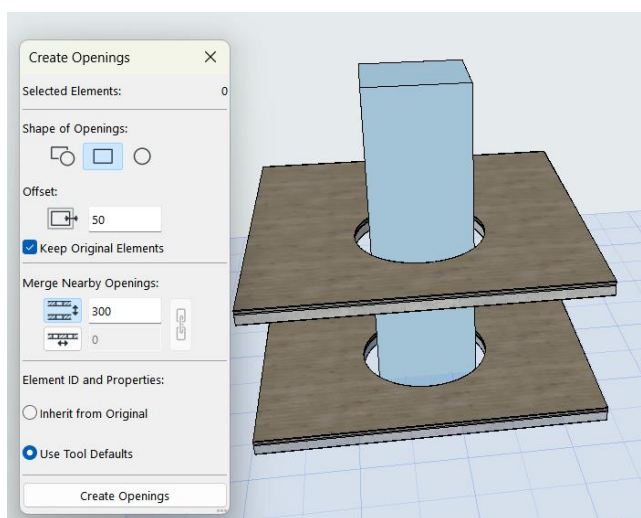 Create Openings
Selected Elements: 0
Shape of Openings:
Offset:
50
Keep Original Elements
Merge Nearby Openings:
300
0
Element ID and Properties:
Inherit from Original
Use Tool Defaults
Create Openings